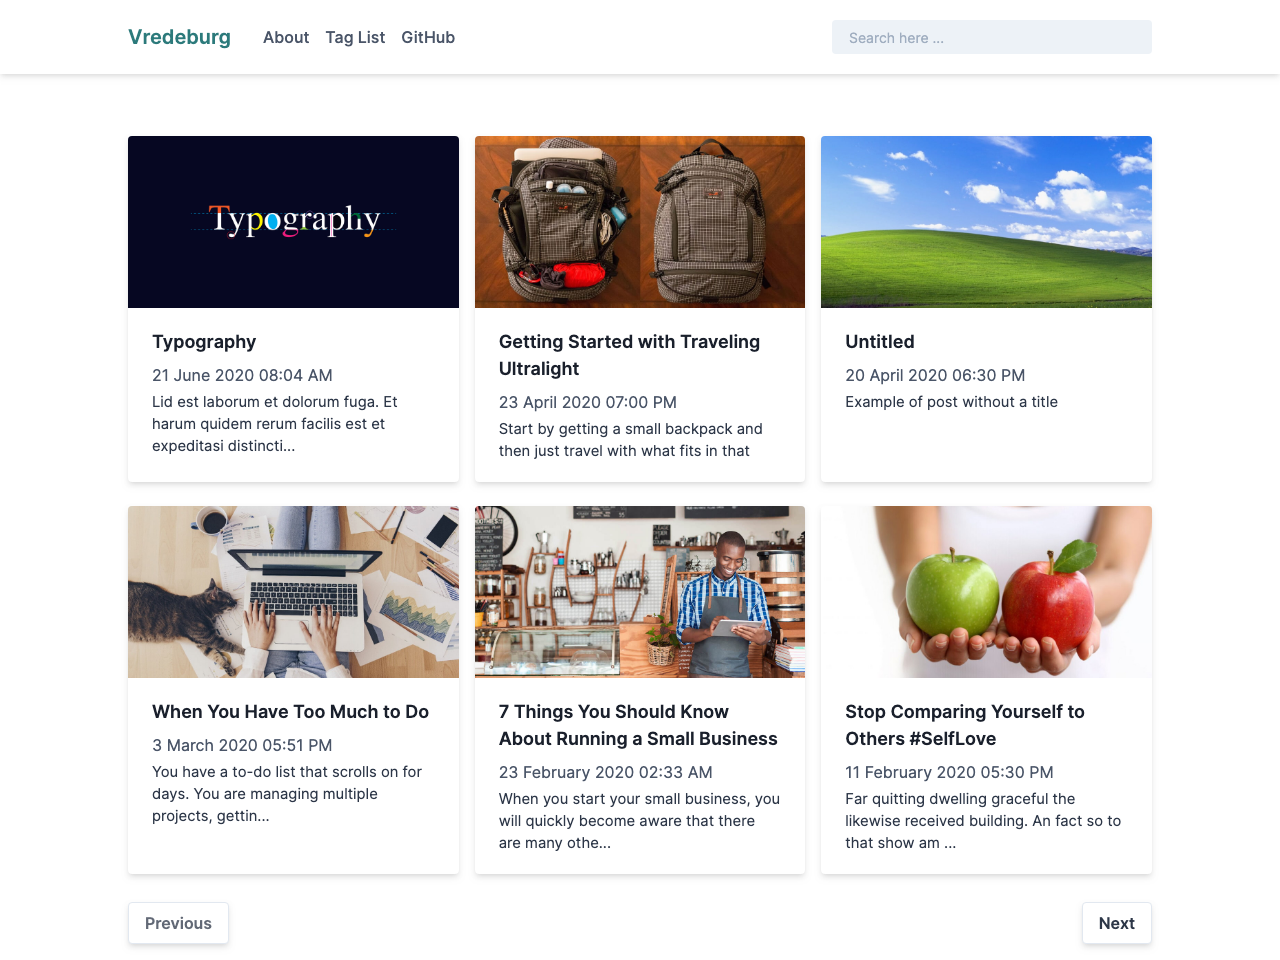 Vredeburg About Tag List GitHub Search here ...
Typography
Typography
21 June 2020 08:04 AM
Lid est laborum et dolorum fuga. Et
harum quidem rerum facilis est et
expeditasi distincti...
Getting Started with Traveling
Ultralight
23 April 2020 07:00 PM
Start by getting a small backpack and
then just travel with what fits in that
Untitled
20 April 2020 06:30 PM
Example of post without a title
When You Have Too Much to Do
3 March 2020 05:51 PM
You have a to-do list that scrolls on for
days. You are managing multiple
projects, gettin...
7 Things You Should Know
About Running a Small Business
23 February 2020 02:33 AM
When you start your small business, you
will quickly become aware that there
are many othe...
Stop Comparing Yourself to
Others #SelfLove
11 February 2020 05:30 PM
Far quitting dwelling graceful the
likewise received building. An fact so to
that show am ...
Previous Next